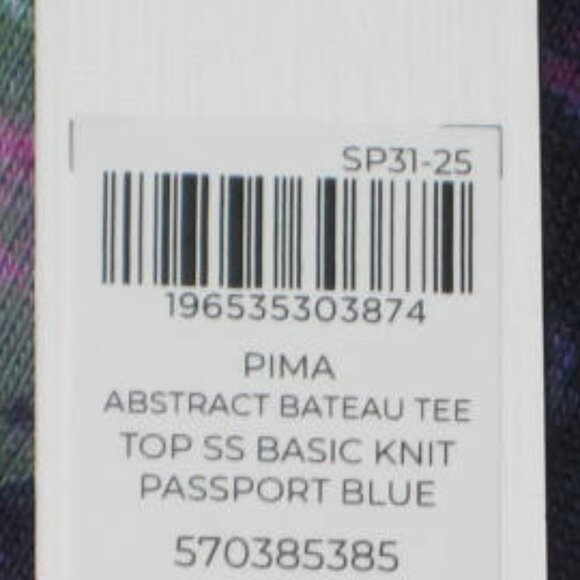 SP31-25
196535303874
PIMA
ABSTRACT BATEAU TEE
TOP SS BASIC KNIT
PASSPORT BLUE
570385385